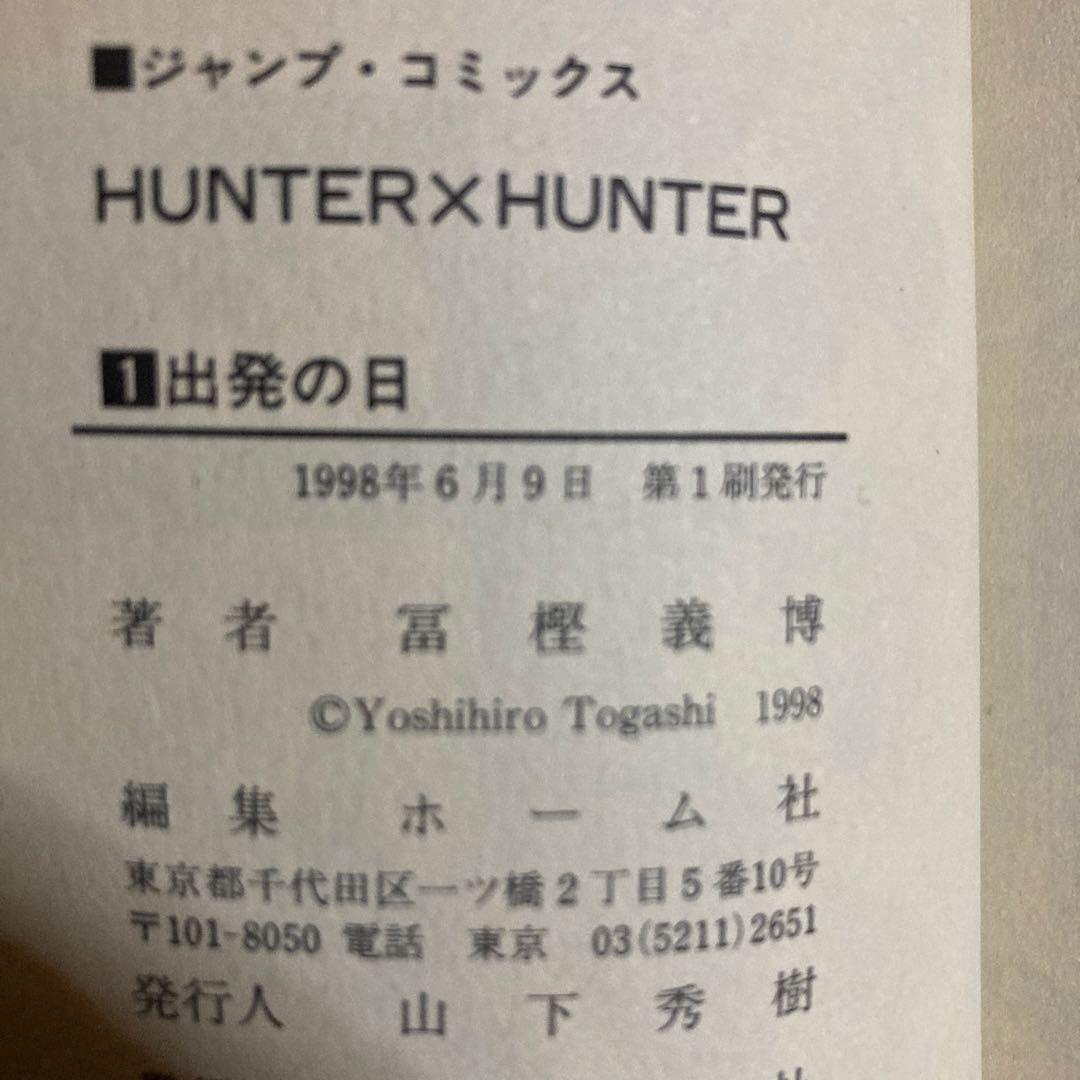 ■ジャンプ・コミックス
HUNTER×HUNTER
1出発の日
1998年6月9日 第1刷発行
著者 冨樫義博
©Yoshihiro Togashi 1998
編集 ホーム社
東京都千代田区一ツ橋2丁目5番10号
〒101-8050 電話 東京 03(5211)2651
発行人 山下秀樹